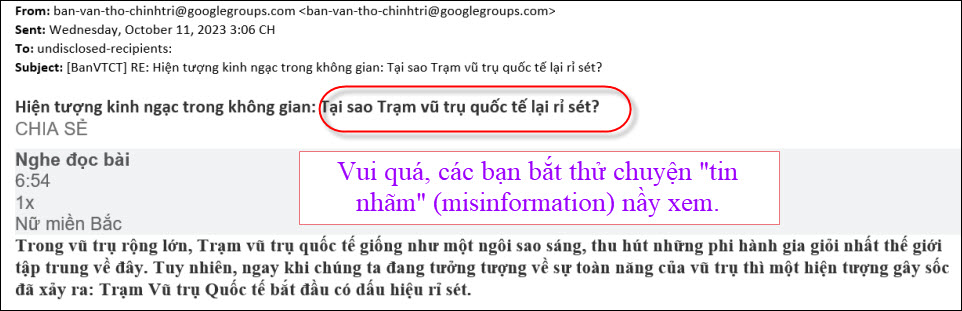 From: ban-van-tho-chinhtri@googlegroups.com <ban-van-tho-chinhtri@googlegroups.com>
Sent: Wednesday, October 11, 2023 3:06 CH
To: undisclosed-recipients:
Subject: [BanVTCT] RE: Hiện tượng kinh ngạc trong không gian: Tại sao Trạm vũ trụ quốc tế lại rỉ sét?
Hiện tượng kinh ngạc trong không gian: Tại sao Trạm vũ trụ quốc tế lại rỉ sét?
CHIA SẺ
Nghe đọc bài
6:54
1x
Nữ miền Bắc
Vui quá, các bạn bắt thử chuyện "tin
nhãm" (misinformation) nầy xem.
Trong vũ trụ rộng lớn, Trạm vũ trụ quốc tế giống như một ngôi sao sáng, thu hút những phi hành gia giỏi nhất thế giới
tập trung về đây. Tuy nhiên, ngay khi chúng ta đang tưởng tượng về sự toàn năng của vũ trụ thì một hiện tượng gây sốc
đã xảy ra: Trạm Vũ trụ Quốc tế bắt đầu có dấu hiệu rỉ sét.